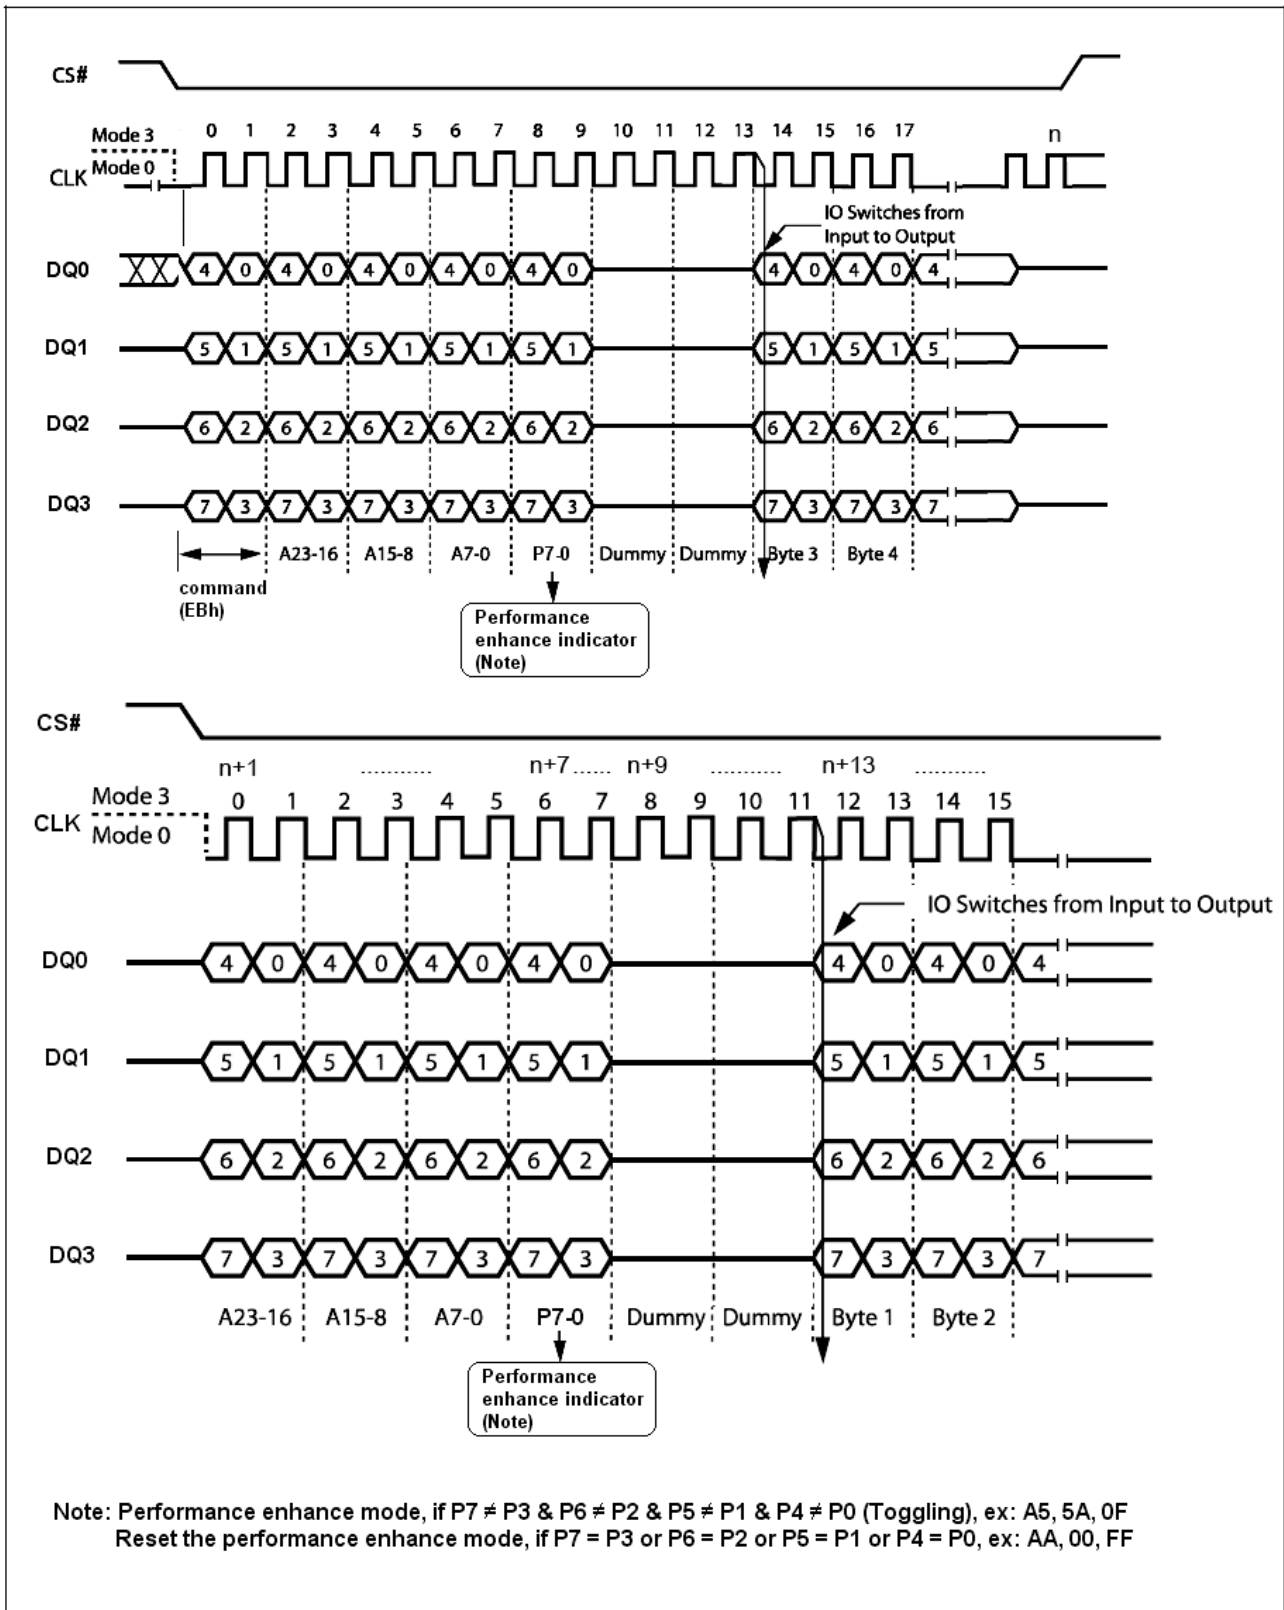 CS#
Mode 3
0 1 2 3 4 5 6 7 8 9 10 11 12 13 14 15 16 17 n
CLK Mode 0
IO Switches from
Input to Output
DQ0 4 0 4 0 4 0 4 0 4 0 4 0 4 0 4
DQ1 5 1 5 1 5 1 5 1 5 1 5 1 5 1 5
DQ2 6 2 6 2 6 2 6 2 6 2 6 2 6 2 6
DQ3 7 3 7 3 7 3 7 3 7 3 7 3 7 3 7
A23-16 A15-8 A7-0 P7-0 Dummy Dummy Byte 3 Byte 4
command
(EBh)
Performance
enhance indicator
(Note)
CS#
n+1 ............ n+7 ...... n+9 ............ n+13 ............
Mode 3
0 1 2 3 4 5 6 7 8 9 10 11 12 13 14 15
CLK Mode 0
IO Switches from Input to Output
DQ0 4 0 4 0 4 0 4 0 4 0 4 0 4
DQ1 5 1 5 1 5 1 5 1 5 1 5 1 5
DQ2 6 2 6 2 6 2 6 2 6 2 6 2 6
DQ3 7 3 7 3 7 3 7 3 7 3 7 3 7
A23-16 A15-8 A7-0 P7-0 Dummy Dummy Byte 1 Byte 2
Performance
enhance indicator
(Note)
Note: Performance enhance mode, if P7 ≠ P3 & P6 ≠ P2 & P5 ≠ P1 & P4 ≠ P0 (Toggling), ex: A5, 5A, 0F
Reset the performance enhance mode, if P7 = P3 or P6 = P2 or P5 = P1 or P4 = P0, ex: AA, 00, FF